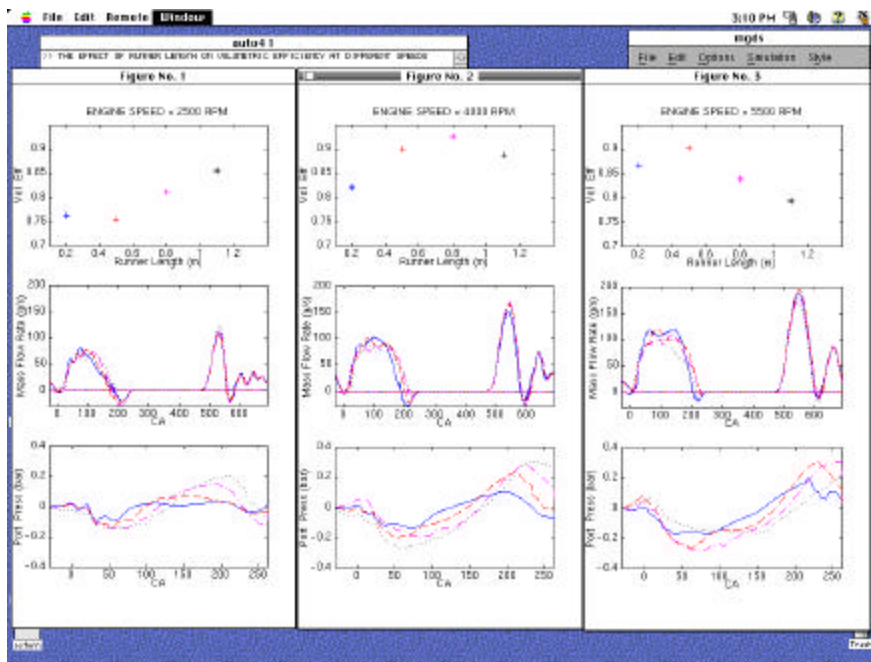 File Edit Remote Window 3:10 PM
auto4 1
>> THE EFFECT OF RUNNER LENGTH ON VOLUMETRIC EFFICIENCY AT DIFFERENT SPEEDS
mgds
File Edit Options Simulation Style
Figure No. 1
ENGINE SPEED = 2500 RPM
Vol. Eff
0.9
0.85
0.8
0.75
0.7
0.2 0.4 0.6 0.8 1 1.2
Runner Length (m)
Mass Flow Rate (g/s)
200
150
100
50
0
0 100 200 300 400 500 600
CA
Port Press (bar)
0.4
0.2
0
-0.2
-0.4
0 50 100 150 200 250
CA
Figure No. 2
ENGINE SPEED = 4000 RPM
Vol. Eff
0.9
0.85
0.8
0.75
0.7
0.2 0.4 0.6 0.8 1 1.2
Runner Length (m)
Mass Flow Rate (g/s)
200
150
100
50
0
0 100 200 300 400 500 600
CA
Port Press (bar)
0.4
0.2
0
-0.2
-0.4
0 50 100 150 200 250
CA
Figure No. 3
ENGINE SPEED = 5500 RPM
Vol. Eff
0.9
0.85
0.8
0.75
0.7
0.2 0.4 0.6 0.8 1 1.2
Runner Length (m)
Mass Flow Rate (g/s)
200
150
100
50
0
0 100 200 300 400 500 600
CA
Port Press (bar)
0.4
0.2
0
-0.2
-0.4
0 50 100 150 200 250
CA
Trash